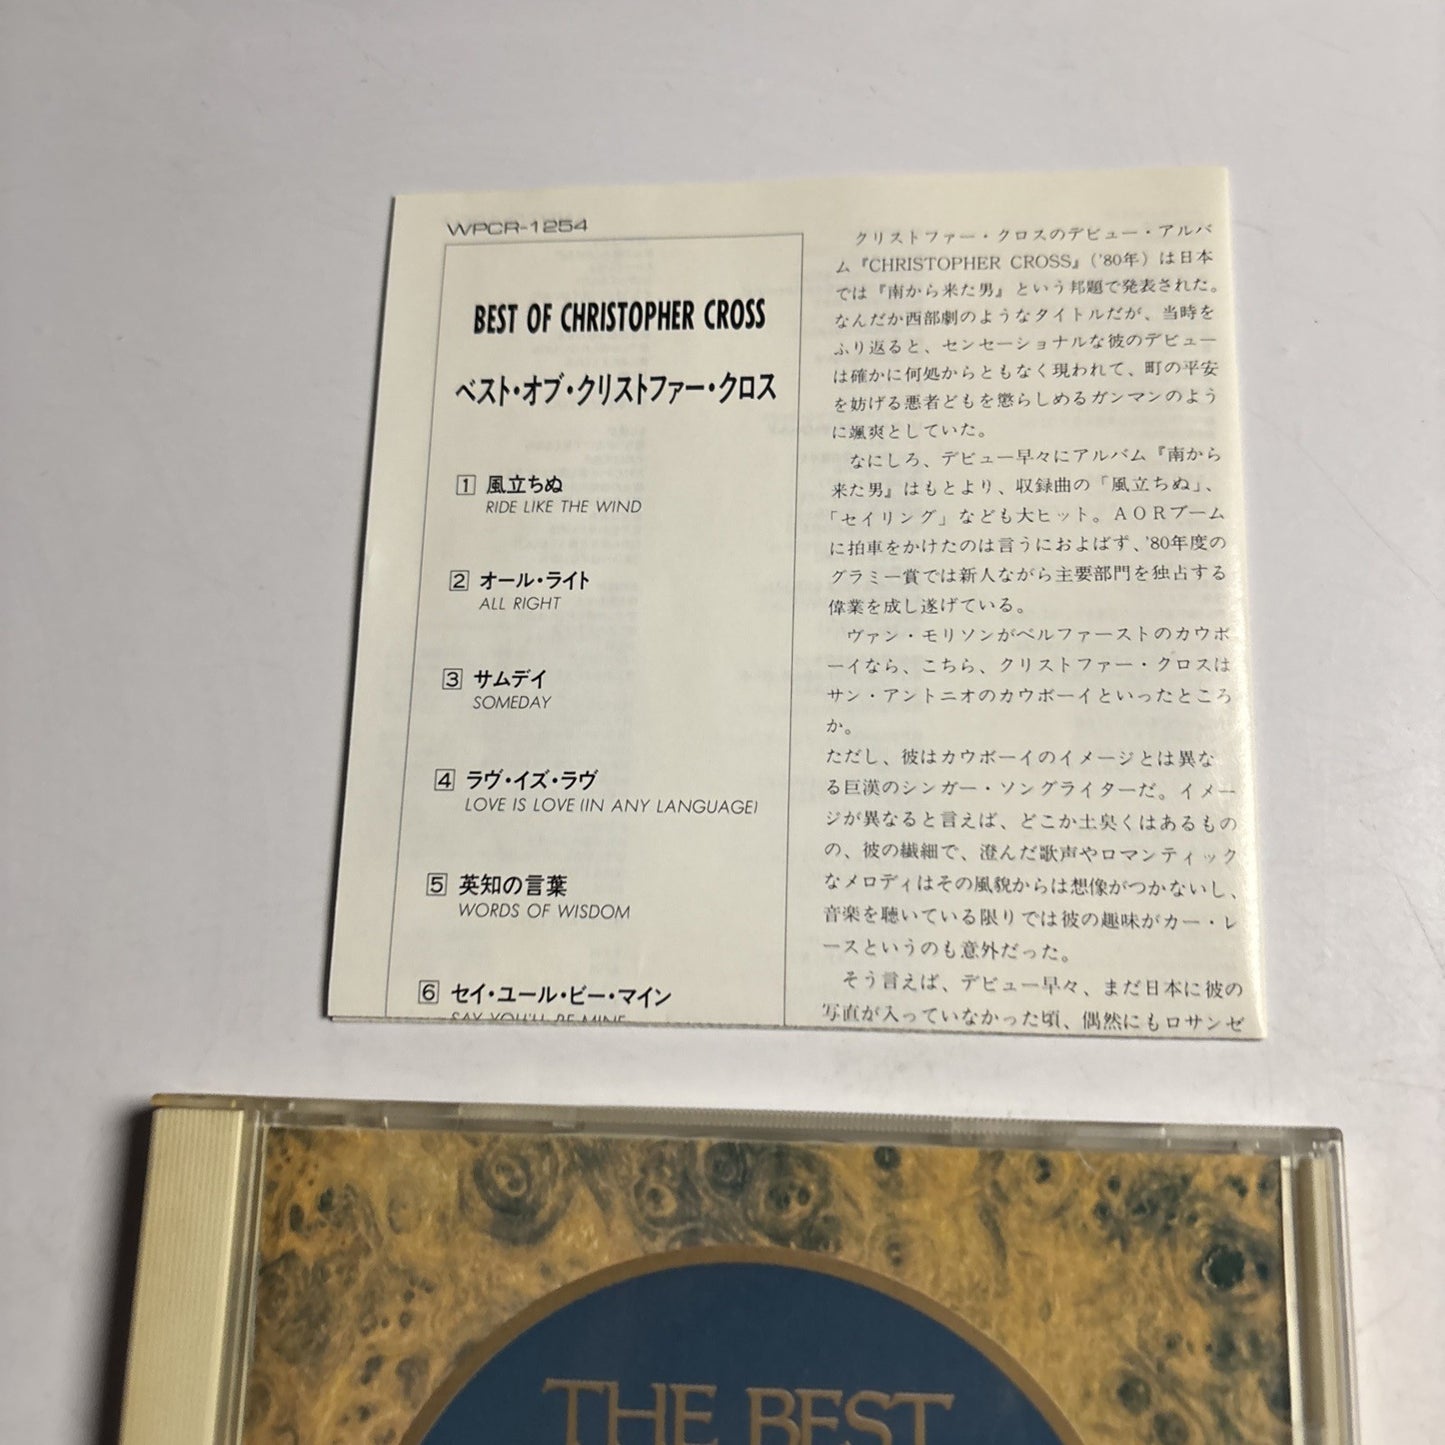 WPCR-1254
BEST OF CHRISTOPHER CROSS
ベスト・オブ・クリストファー・クロス
1 風立ちぬ
RIDE LIKE THE WIND
2 オール・ライト
ALL RIGHT
3 サムデイ
SOMEDAY
4 ラヴ・イズ・ラヴ
LOVE IS LOVE (IN ANY LANGUAGE)
5 英知の言葉
WORDS OF WISDOM
6 セイ・ユール・ビー・マイン
SAY YOU'LL BE MINE
クリストファー・クロスのデビュー・アルバ
ム『CHRISTOPHER CROSS』('80年) は日本
では『南から来た男』という邦題で発表された。
なんだか西部劇のようなタイトルだが、当時を
ふり返ると、センセーショナルな彼のデビュー
は確かに何処からともなく現われて、町の平安
を妨げる悪者どもを懲らしめるガンマンのよう
に颯爽としていた。
なにしろ、デビュー早々にアルバム『南から
来た男』はもとより、収録曲の「風立ちぬ」、
「セイリング」なども大ヒット。AORブーム
に拍車をかけたのは言うにおよばず、'80年度の
グラミー賞では新人ながら主要部門を独占する
偉業を成し遂げている。
ヴァン・モリソンがベルファーストのカウボ
ーイなら、こちら、クリストファー・クロスは
サン・アントニオのカウボーイといったところ
か。
ただし、彼はカウボーイのイメージとは異な
る巨漢のシンガー・ソングライターだ。イメー
ジが異なると言えば、どこか土臭くはあるもの
の、彼の繊細で、澄んだ歌声やロマンティック
なメロディはその風貌からは想像がつかないし、
音楽を聴いている限りでは彼の趣味がカー・レ
ースというのも意外だった。
そう言えば、デビュー早々、まだ日本に彼の
写真が入っていなかった頃、偶然にもロサンゼ
THE BEST